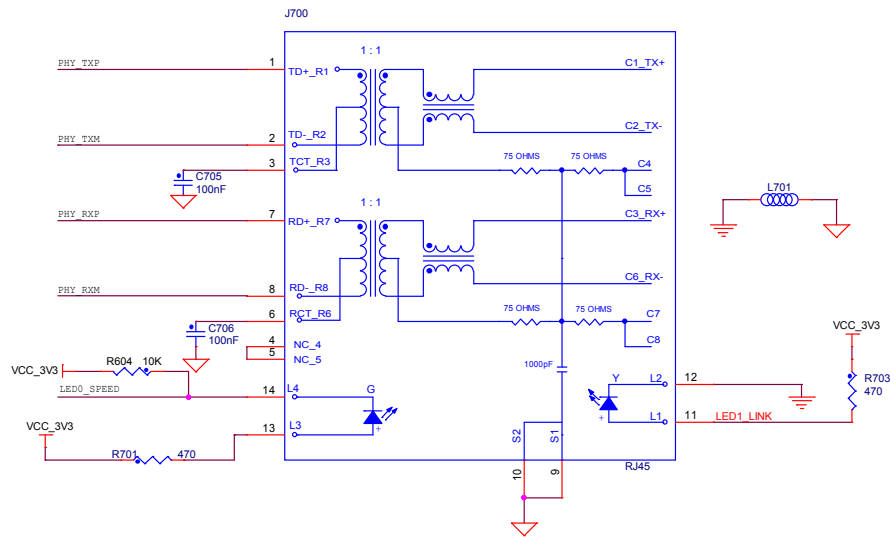 J700
1 : 1
PHY_TXP
1
TD+_R1
C1_TX+
PHY_TXM
2
TD-_R2
C2_TX-
3
TCT_R3
75 OHMS
75 OHMS
C4
C705
100nF
C5
L701
1 : 1
PHY_RXP
7
RD+_R7
C3_RX+
PHY_RXM
8
RD-_R8
C6_RX-
6
RCT_R6
75 OHMS
75 OHMS
C7
C706
100nF
C8
4
NC_4
5
NC_5
VCC_3V3
R604
10K
VCC_3V3
1000pF
LED0_SPEED
14
L4
G
Y
L2
12
R703
470
VCC_3V3
13
L3
+
+
L1
11
LED1_LINK
R701
470
S2
S1
RJ45
10
9